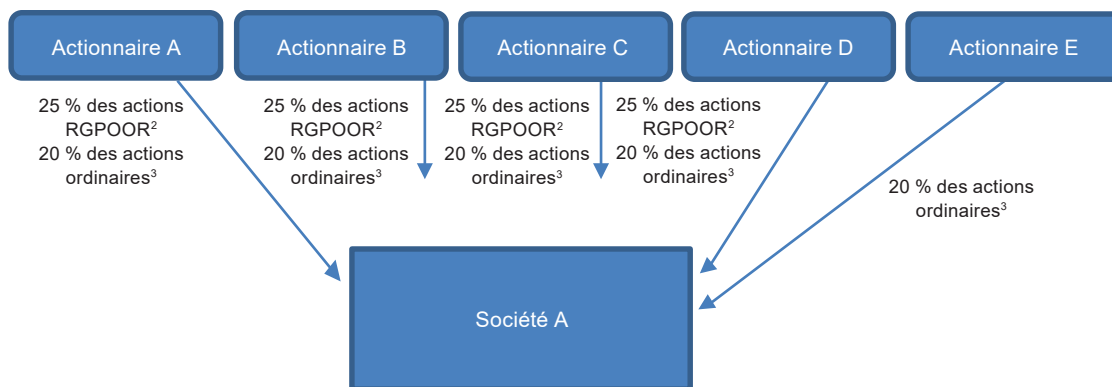 Actionnaire A
Actionnaire B
Actionnaire C
Actionnaire D
Actionnaire E
25 % des actions
RGPOOR²
20 % des actions
ordinaires³
25 % des actions
RGPOOR²
20 % des actions
ordinaires³
25 % des actions
RGPOOR²
20 % des actions
ordinaires³
25 % des actions
RGPOOR²
20 % des actions
ordinaires³
20 % des actions
ordinaires³
Société A